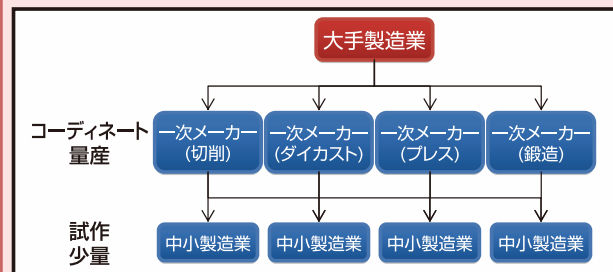 大手製造業
コーディネート
量産
一次メーカー
(切削)
一次メーカー
(ダイカスト)
一次メーカー
(プレス)
一次メーカー
(鍛造)
試作
少量
中小製造業
中小製造業
中小製造業
中小製造業